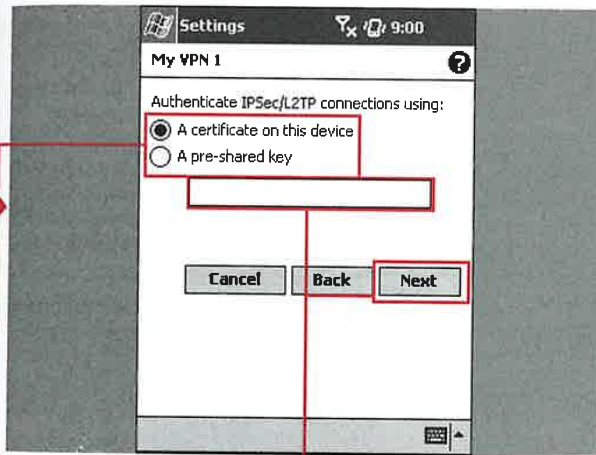 Settings 9:00
My VPN 1 ?
Authenticate IPSec/L2TP connections using:
A certificate on this device
A pre-shared key
Cancel Back Next